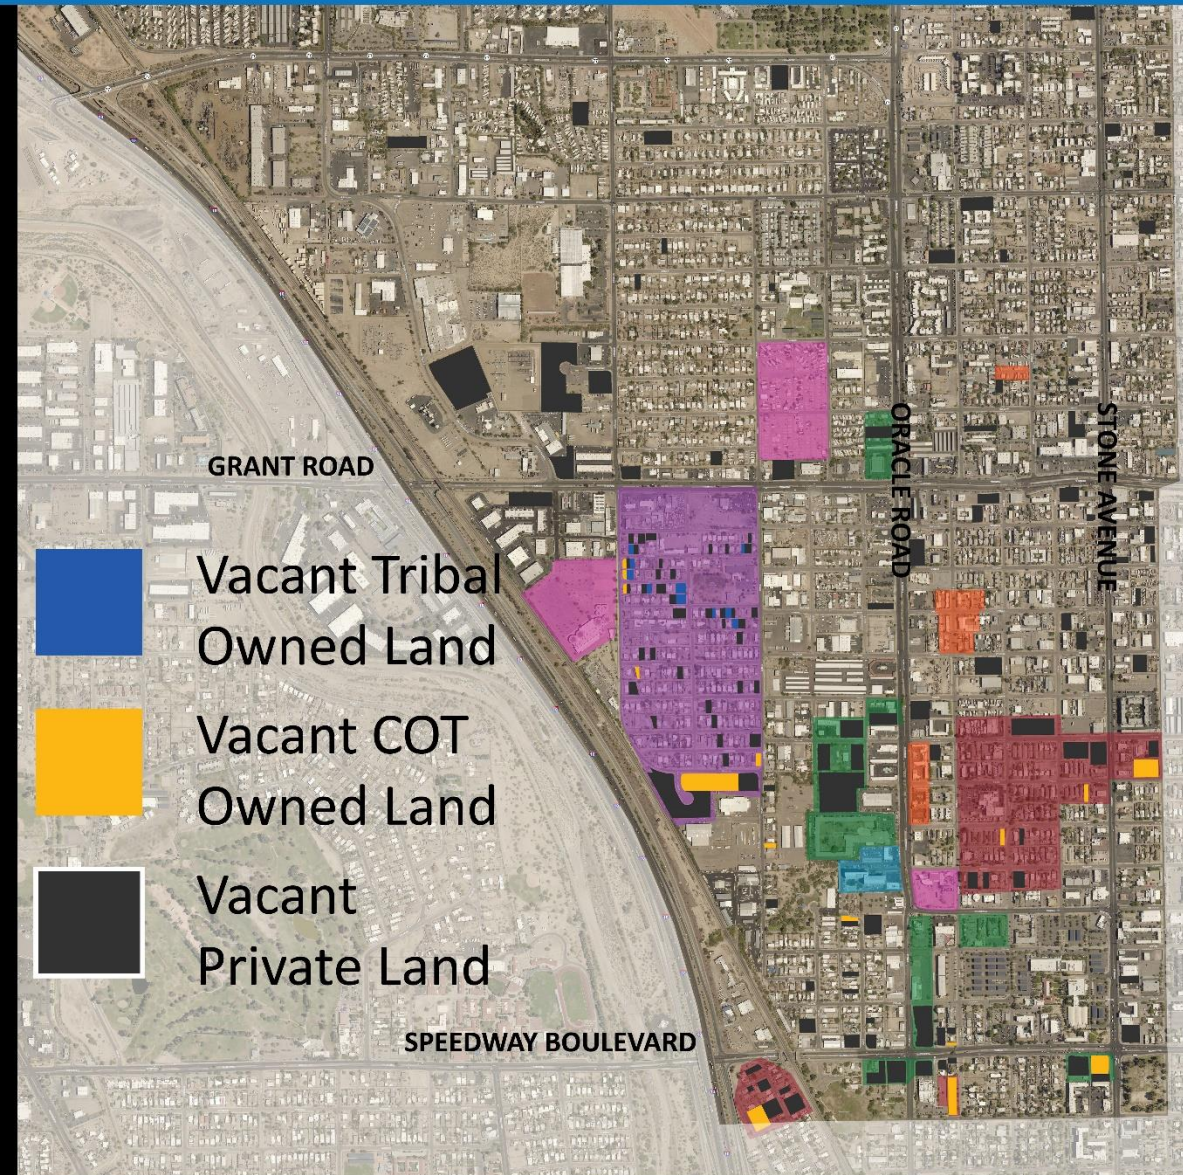 GRANT ROAD
ORACLE ROAD
STONE AVENUE
Vacant Tribal
Owned Land
Vacant COT
Owned Land
Vacant
Private Land
SPEEDWAY BOULEVARD